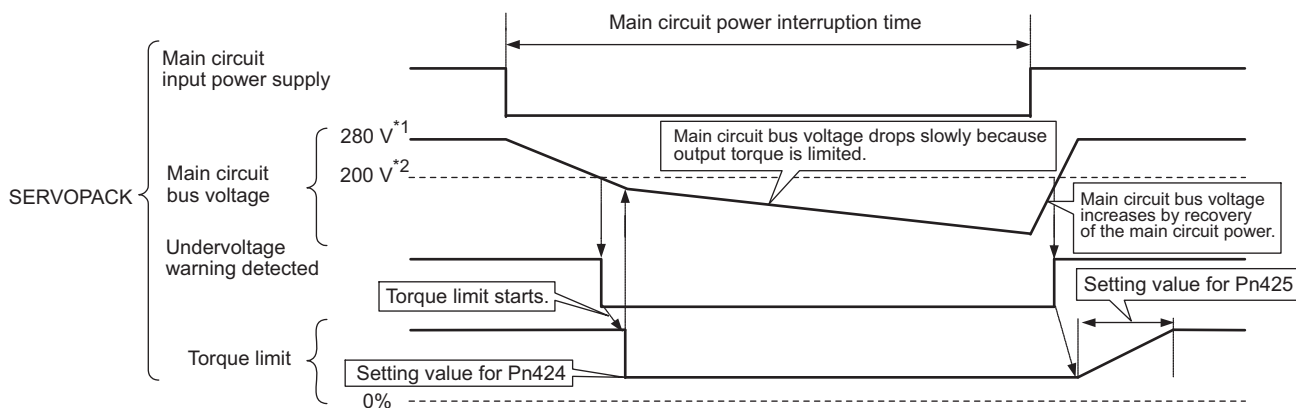 Main circuit power interruption time
Main circuit
input power supply
280 V*1
Main circuit bus voltage drops slowly because
output torque is limited.
200 V*2
Main circuit
bus voltage
SERVOPACK
Main circuit bus voltage
increases by recovery
of the main circuit power.
Undervoltage
warning detected
Torque limit starts.
Setting value for Pn425
Torque limit
Setting value for Pn424
0%